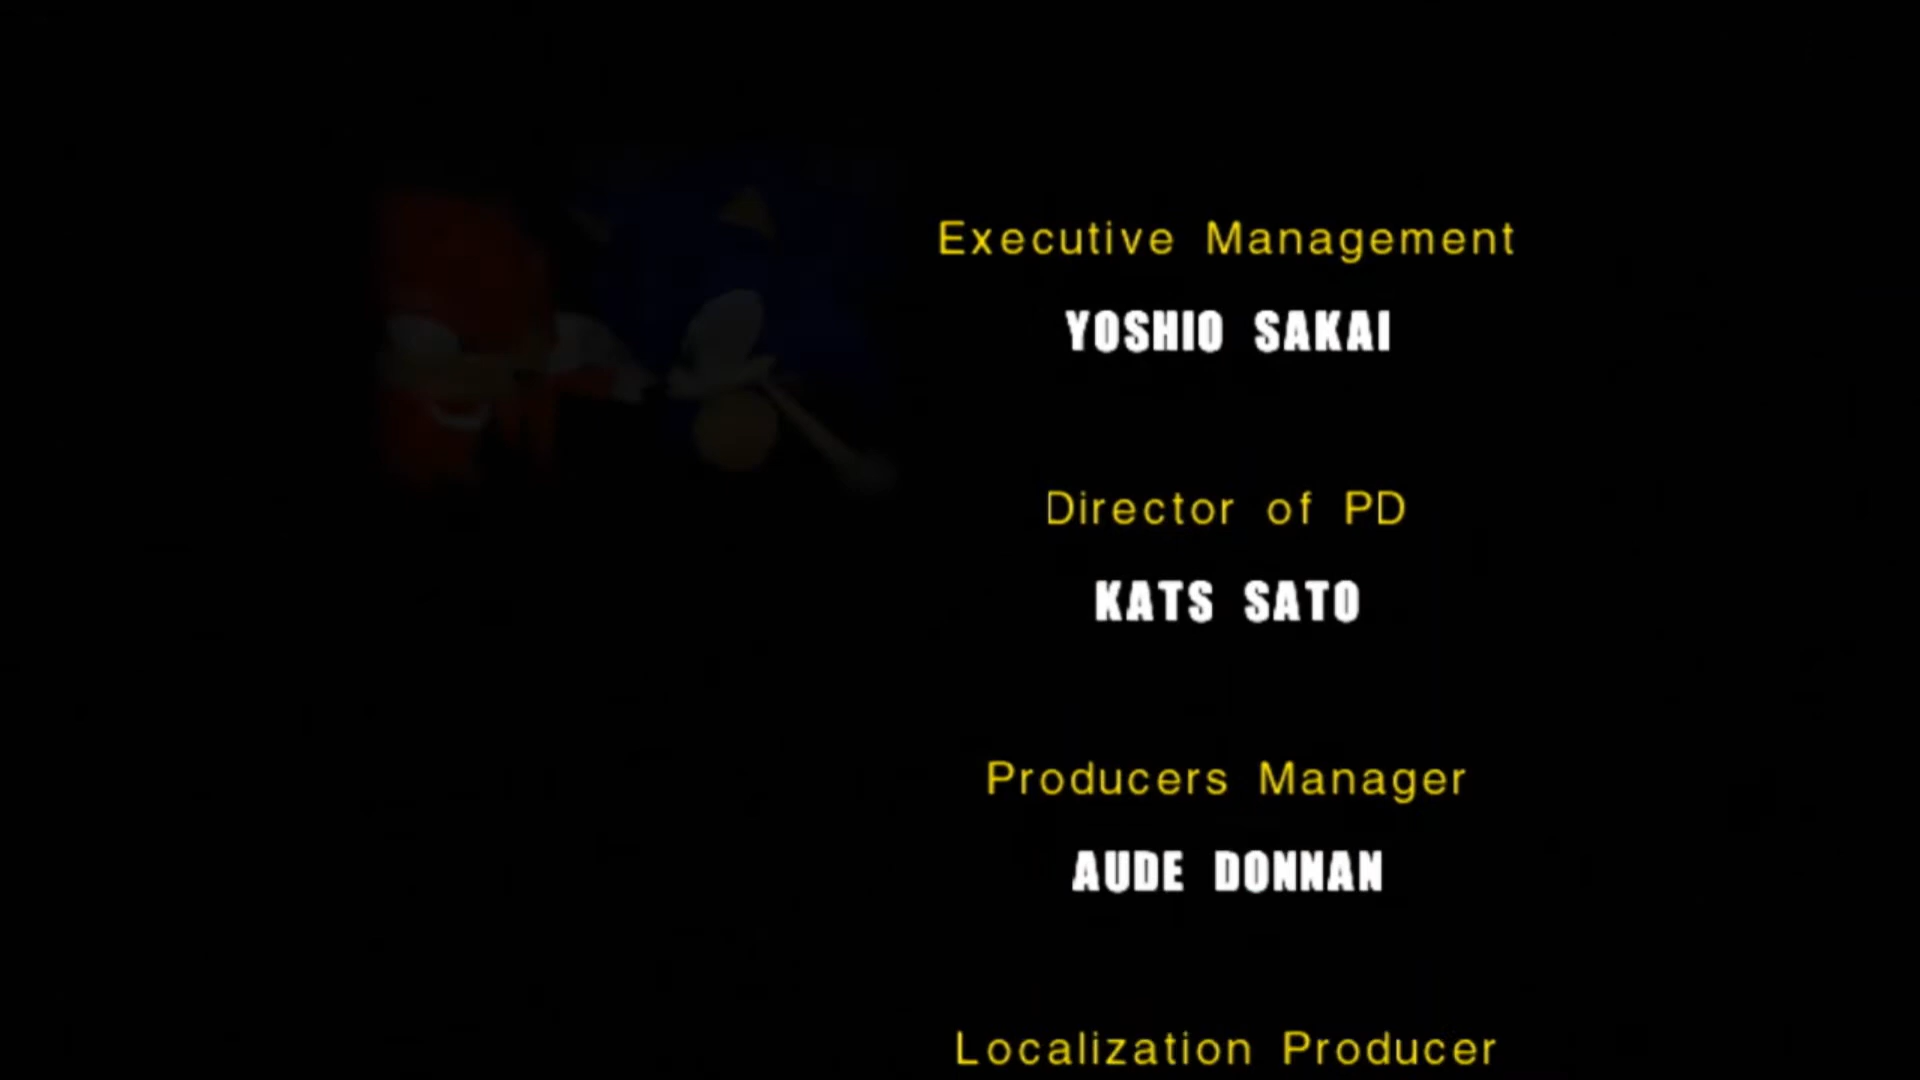 Executive Management
YOSHIO SAKAI
Director of PD
KATS SATO
Producers Manager
AUDE DONNAN
Localization Producer